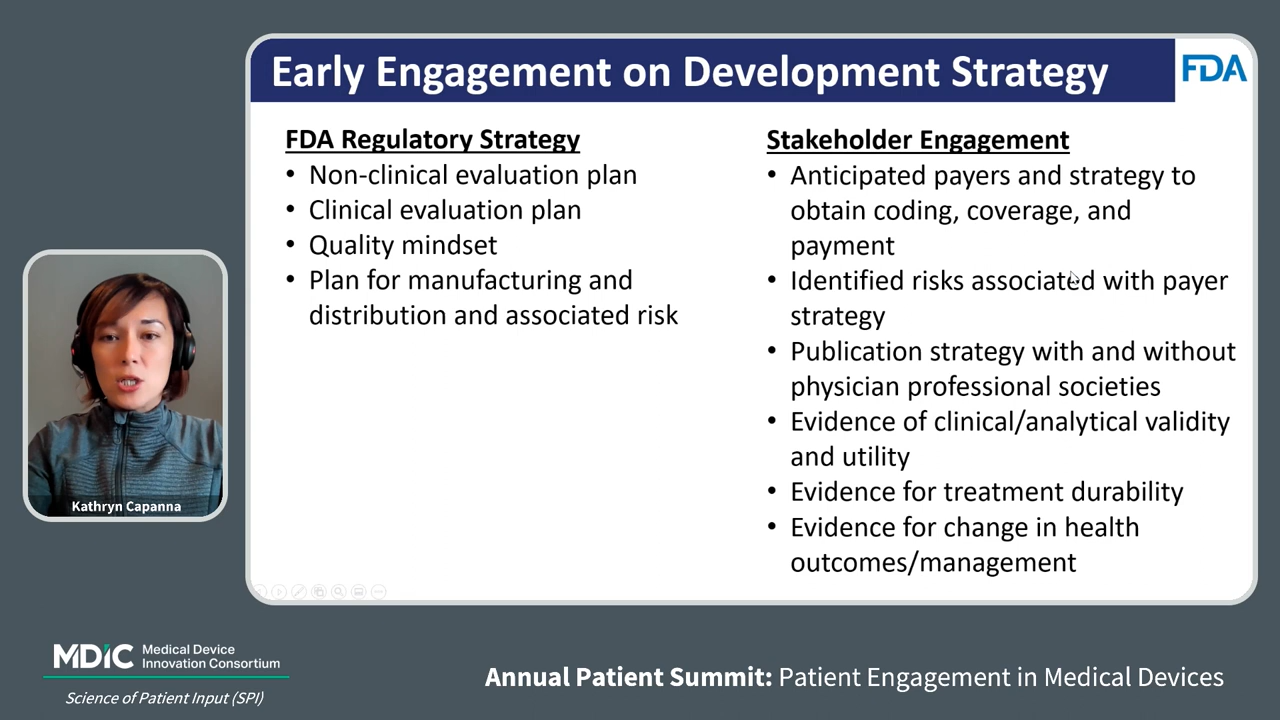 Early Engagement on Development Strategy
FDA
FDA Regulatory Strategy
• Non-clinical evaluation plan
• Clinical evaluation plan
• Quality mindset
• Plan for manufacturing and
distribution and associated risk
Stakeholder Engagement
• Anticipated payers and strategy to
obtain coding, coverage, and
payment
• Identified risks associated with payer
strategy
• Publication strategy with and without
physician professional societies
• Evidence of clinical/analytical validity
and utility
• Evidence for treatment durability
• Evidence for change in health
outcomes/management
Kathryn Capanna
MDIC Medical Device
Innovation Consortium
Science of Patient Input (SPI)
Annual Patient Summit: Patient Engagement in Medical Devices